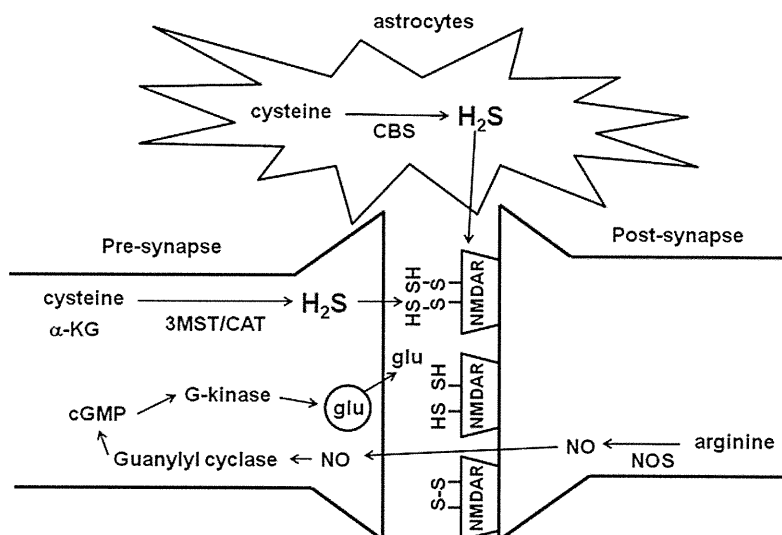 astrocytes
cysteine
CBS
H₂S
Pre-synapse
Post-synapse
cysteine
α-KG
3MST/CAT
H₂S
HS SH
S-S
S-S
NMDAR
glu
G-kinase
glu
cGMP
HS SH
NMDAR
Guanylyl cyclase
NO
NO
arginine
NOS
S-S
NMDAR